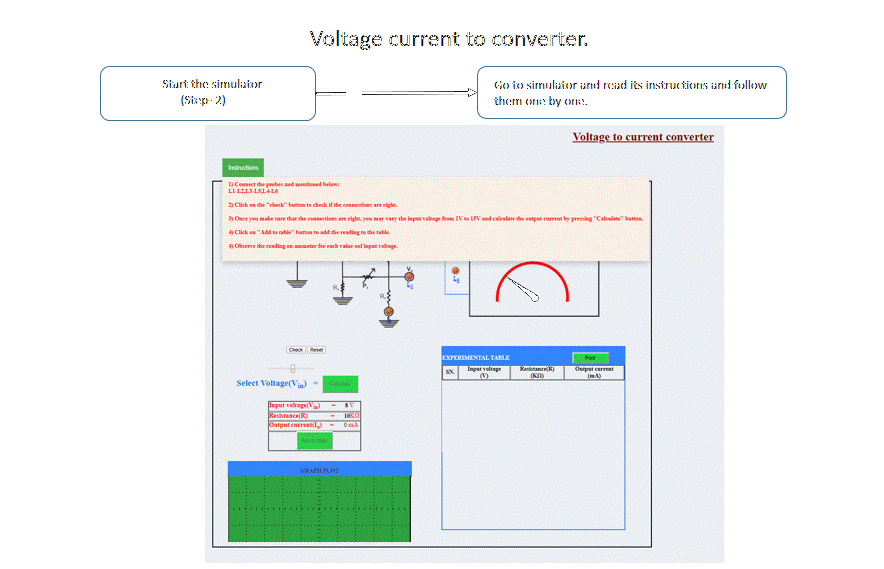 Voltage current to converter.
Start the simulator
(Step- 2)
Go to simulator and read its instructions and follow
them one by one.
Voltage to current converter
Instructions
1) Connect the probes and mentioned below:
L1-L2,L3-L5,L4-L6
2) Click on the "check" button to check if the connections are right.
3) Once you make sure that the connections are right, you may vary the input voltage from 1V to 15V and calculate the output current by pressing "Calculate" button.
4) Click on "Add to table" button to add the reading to the table.
4) Observe the reading on ammeter for each value oof input voltage.
Check Reset
Select Voltage(Vin) =
Calculate
Input voltage(Vin) = 8 V
Resistance(R) = 10KΩ
Output current(Io) = 0 mA
Add to table
GRAPH PLOT
EXPERIMENTAL TABLE
Print
SN. Input voltage (V) Resistance(R) (KΩ) Output current (mA)